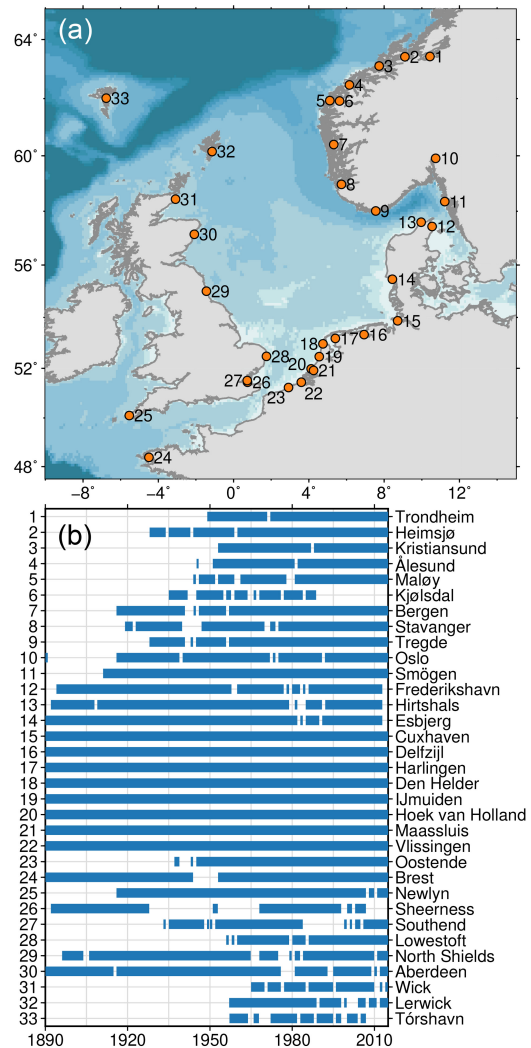 (a)
64°
60°
56°
52°
48°
33
5
6
4
3
2
1
7
8
9
10
11
32
31
30
29
28
27
26
25
24
13
12
14
15
16
17
18
19
20
21
22
23
−8°
−4°
0°
4°
8°
12°
(b)
1 Trondheim
2 Heimsjø
3 Kristiansund
4 Ålesund
5 Maløy
6 Kjølsdal
7 Bergen
8 Stavanger
9 Tregde
10 Oslo
11 Smögen
12 Frederikshavn
13 Hirtshals
14 Esbjerg
15 Cuxhaven
16 Delfzijl
17 Harlingen
18 Den Helder
19 IJmuiden
20 Hoek van Holland
21 Maassluis
22 Vlissingen
23 Oostende
24 Brest
25 Newlyn
26 Sheerness
27 Southend
28 Lowestoft
29 North Shields
30 Aberdeen
31 Wick
32 Lerwick
33 Tórshavn
1890 1920 1950 1980 2010